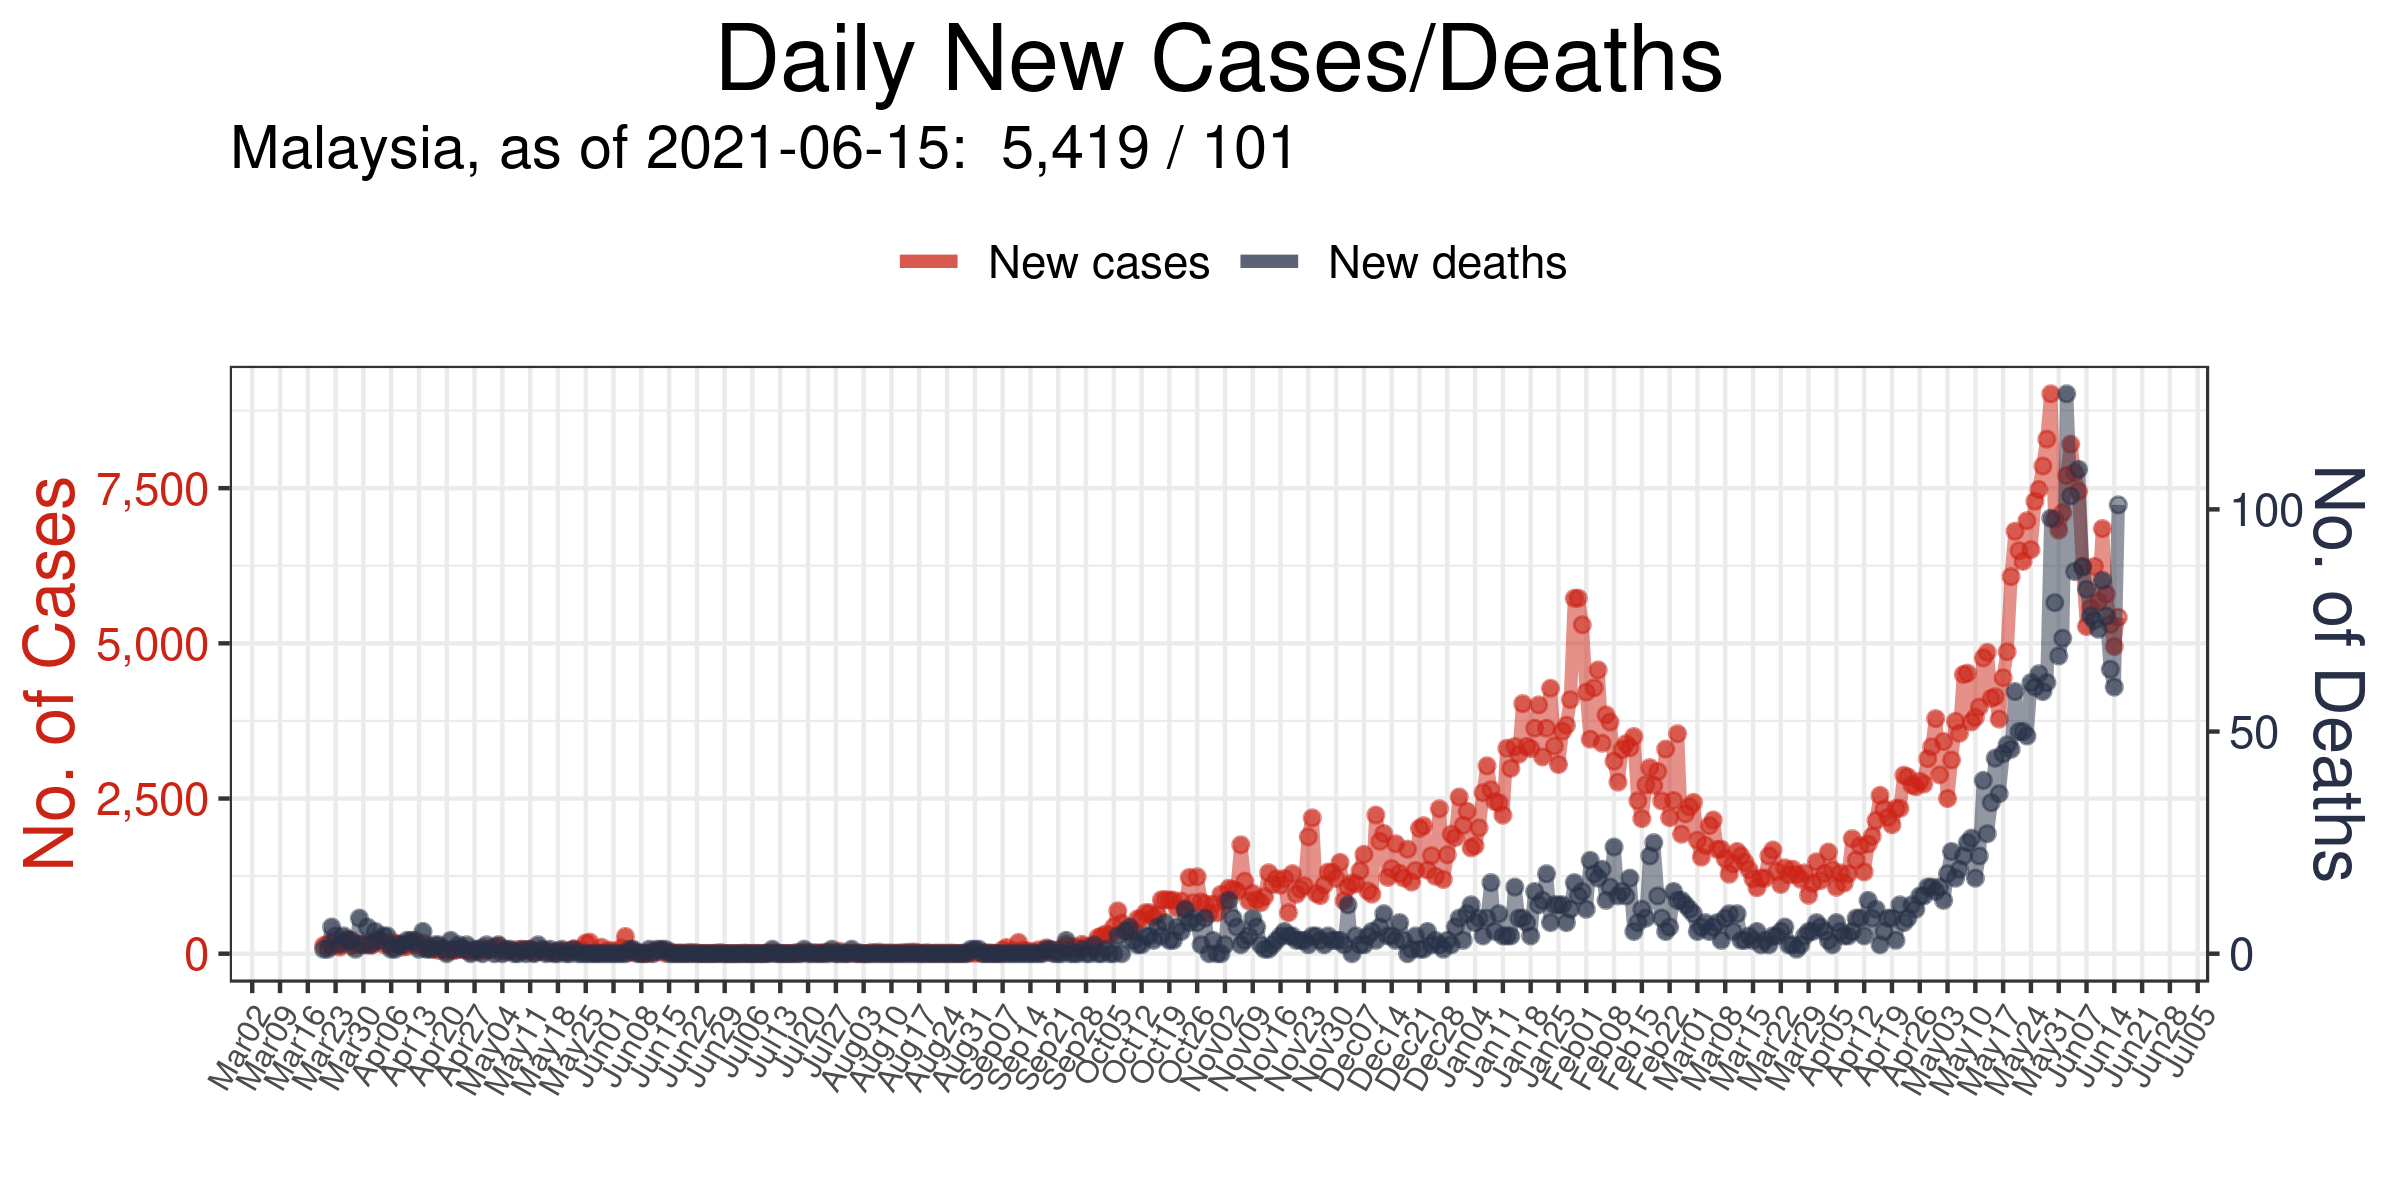 Daily New Cases/Deaths
Malaysia, as of 2021-06-15:  5,419 / 101
New cases
New deaths
No. of Cases
7,500
5,000
2,500
0
100
50
0
No. of Deaths
Mar02
Mar09
Mar16
Mar23
Mar30
Apr06
Apr13
Apr20
Apr27
May04
May11
May18
May25
Jun01
Jun08
Jun15
Jun22
Jun29
Jul06
Jul13
Jul20
Jul27
Aug03
Aug10
Aug17
Aug24
Aug31
Sep07
Sep14
Sep21
Sep28
Oct05
Oct12
Oct19
Oct26
Nov02
Nov09
Nov16
Nov23
Nov30
Dec07
Dec14
Dec21
Dec28
Jan04
Jan11
Jan18
Jan25
Feb01
Feb08
Feb15
Feb22
Mar01
Mar08
Mar15
Mar22
Mar29
Apr05
Apr12
Apr19
Apr26
May03
May10
May17
May24
May31
Jun07
Jun14
Jun21
Jun28
Jul05